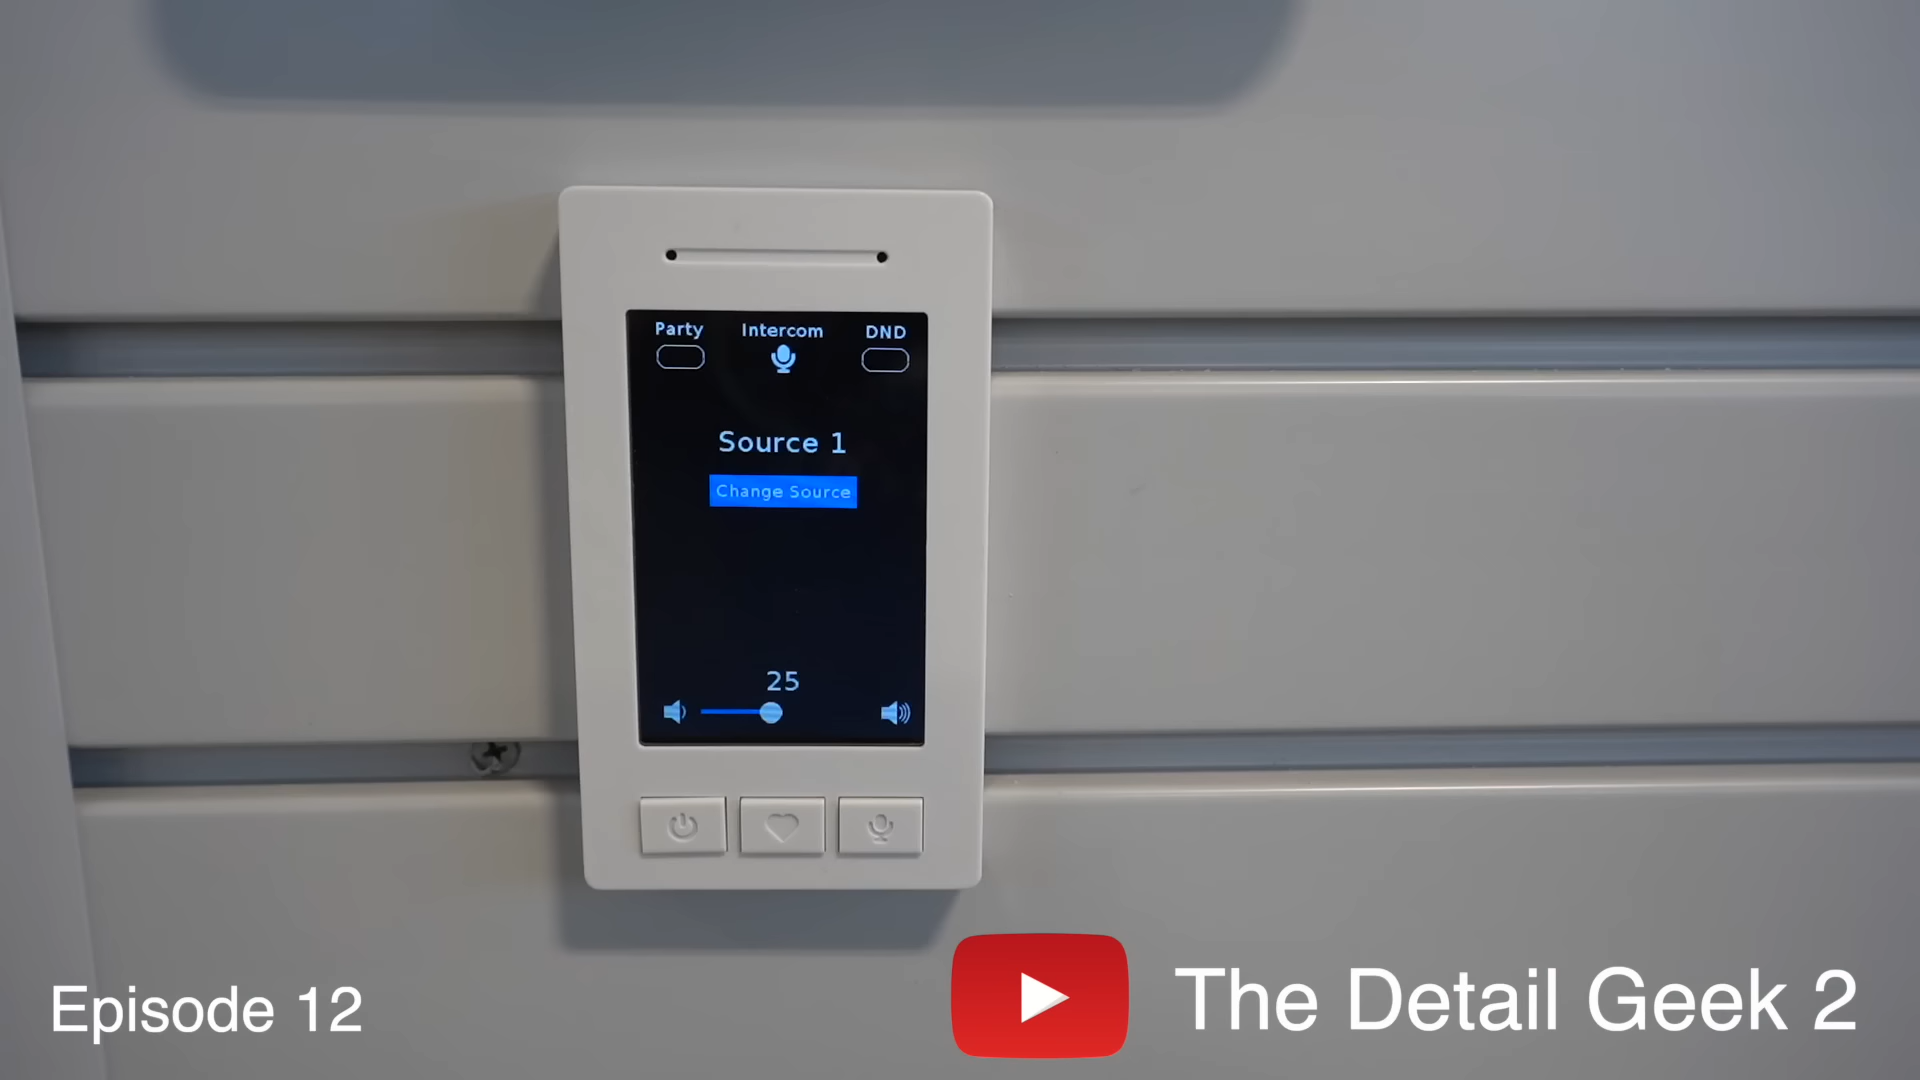 Party Intercom DND
Source 1
Change Source
25
Episode 12
The Detail Geek 2